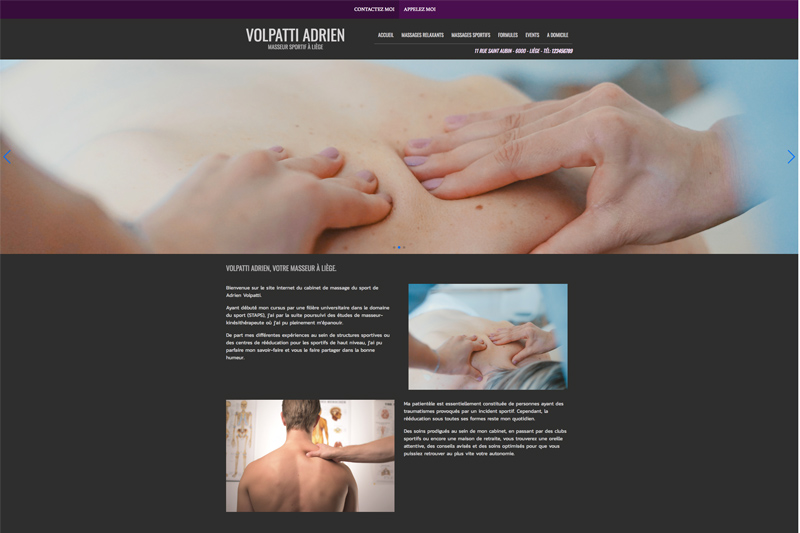 CONTACTEZ MOI
APPELEZ MOI
VOLPATTI ADRIEN
MASSEUR SPORTIF À LIÈGE
ACCUEIL MASSAGES RELAXANTS MASSAGES SPORTIFS FORMULES EVENTS A DOMICILE
11 RUE SAINT AUBIN - 6000 - LIÈGE - TÉL: 123456789
VOLPATTI ADRIEN, VOTRE MASSEUR À LIÈGE.
Bienvenue sur le site internet du cabinet de massage du sport de
Adrien Volpatti.
Ayant débuté mon cursus par une filière universitaire dans le domaine
du sport (STAPS), j'ai par la suite poursuivi des études de masseur-
kinésithérapeute où j'ai pu pleinement m'épanouir.
De part mes différentes expériences au sein de structures sportives ou
des centres de rééducation pour les sportifs de haut niveau, j'ai pu
parfaire mon savoir-faire et vous le faire partager dans la bonne
humeur.
Ma patientèle est essentiellement constituée de personnes ayant des
traumatismes provoqués par un incident sportif. Cependant, la
rééducation sous toutes ses formes reste mon quotidien.
Des soins prodigués au sein de mon cabinet, en passant par des clubs
sportifs ou encore une maison de retraite, vous trouverez une oreille
attentive, des conseils avisés et des soins optimisés pour que vous
puissiez retrouver au plus vite votre autonomie.